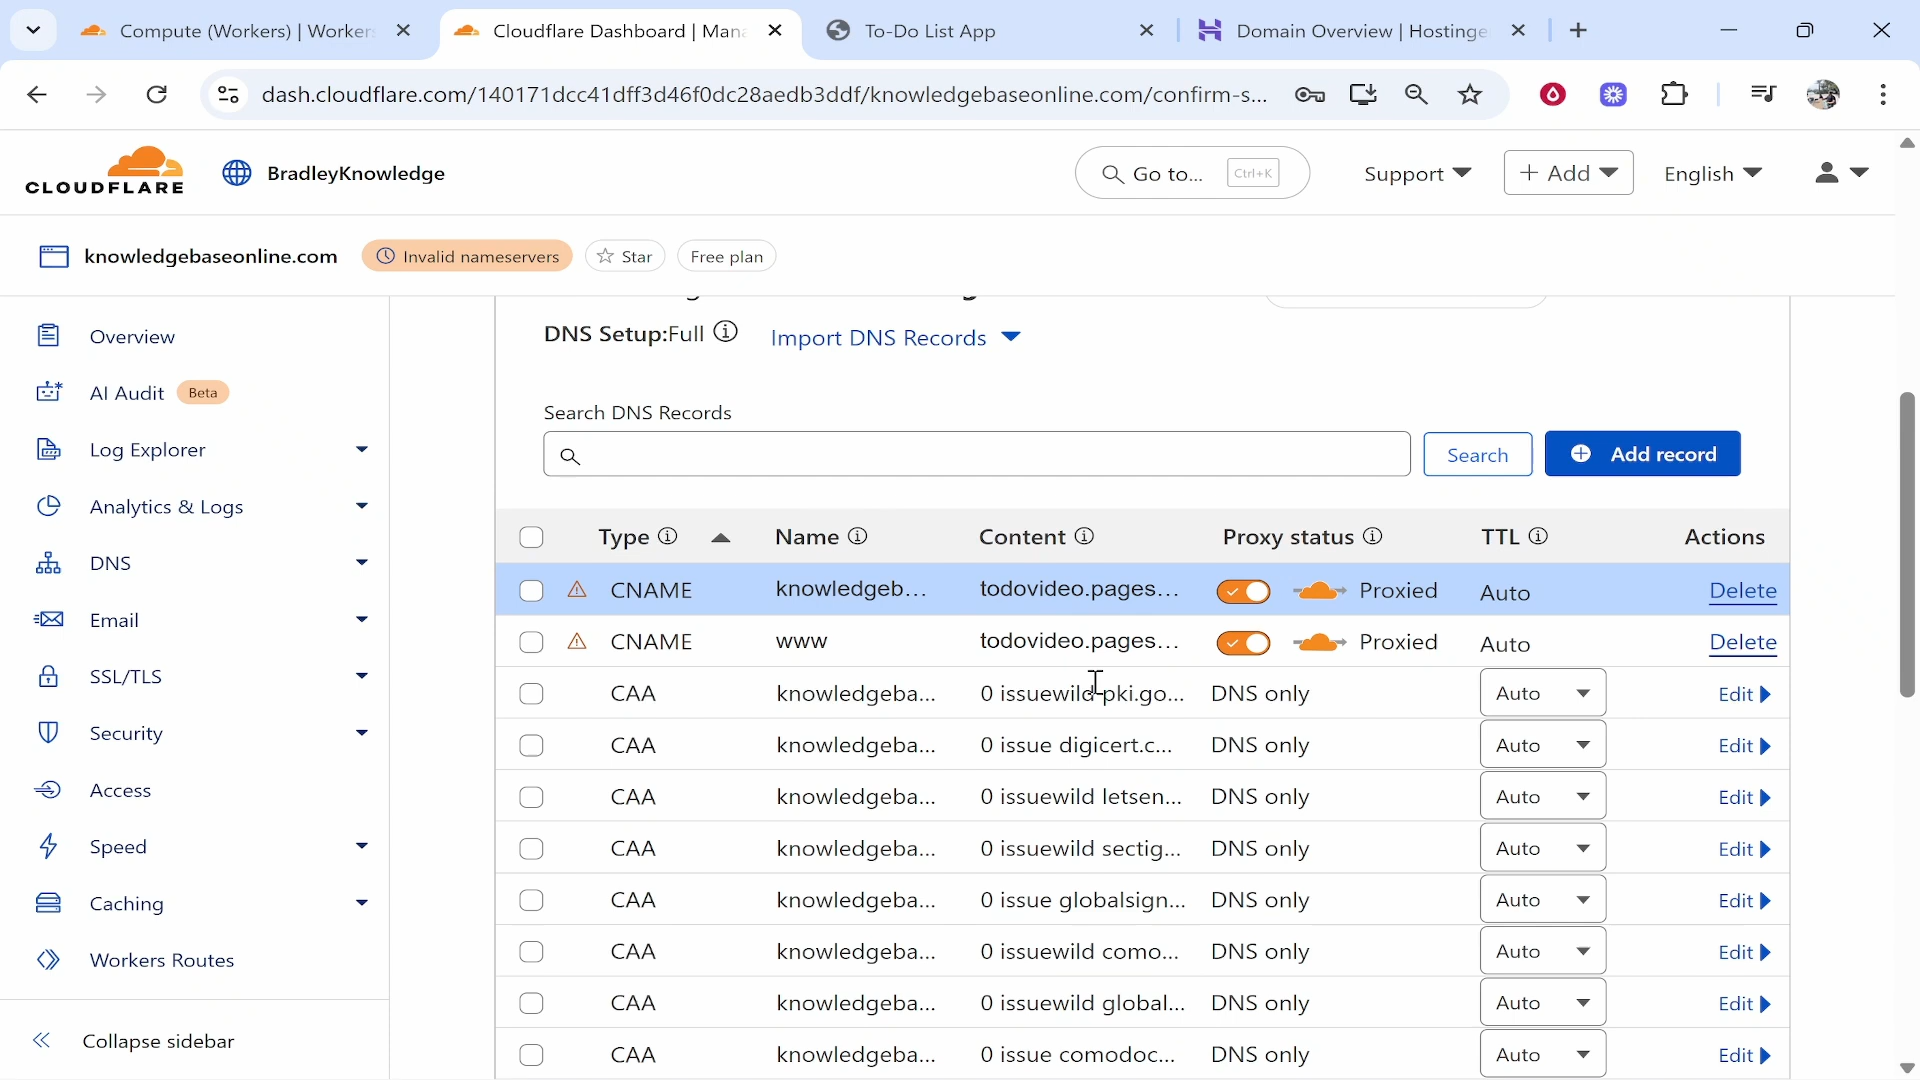 Compute (Workers) | Worker
Cloudflare Dashboard | Mana
To-Do List App
Domain Overview | Hostinge
dash.cloudflare.com/140171dcc41dff3d46f0dc28aedb3ddf/knowledgebaseonline.com/confirm-s...
CLOUDFLARE
BradleyKnowledge
Go to...
Ctrl+K
Support
+ Add
English
knowledgebaseonline.com
Invalid nameservers
Star
Free plan
Overview
AI Audit
Beta
Log Explorer
Analytics & Logs
DNS
Email
SSL/TLS
Security
Access
Speed
Caching
Workers Routes
Collapse sidebar
DNS Setup:Full
Import DNS Records
Search DNS Records
Search
Add record
Type Name Content Proxy status TTL Actions
CNAME knowledgeb... todovideo.pages... Proxied Auto Delete
CNAME www todovideo.pages... Proxied Auto Delete
CAA knowledgeba... 0 issuewild pki.go... DNS only Auto Edit
CAA knowledgeba... 0 issue digicert.c... DNS only Auto Edit
CAA knowledgeba... 0 issuewild letsen... DNS only Auto Edit
CAA knowledgeba... 0 issuewild sectig... DNS only Auto Edit
CAA knowledgeba... 0 issue globalsign... DNS only Auto Edit
CAA knowledgeba... 0 issuewild como... DNS only Auto Edit
CAA knowledgeba... 0 issuewild global... DNS only Auto Edit
CAA knowledgeba... 0 issue comodoc... DNS only Auto Edit